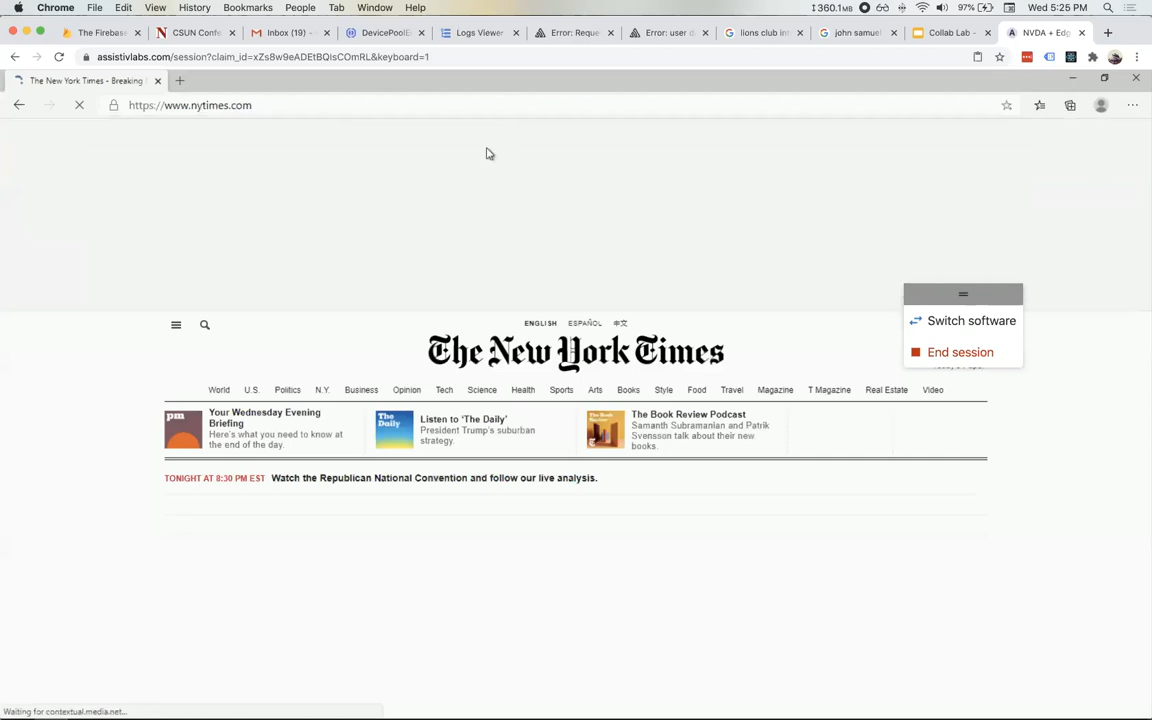 Chrome File Edit View History Bookmarks People Tab Window Help 360.1MB 97% Wed 5:25 PM
The Firebase CSUN Confe Inbox (19) - DevicePoolE Logs Viewer Error: Reque Error: user d lions club int john samuel Collab Lab - NVDA + Edg
assistivlabs.com/session?claim_id=xZs8w9eADEtBQIsCOmRL&keyboard=1
The New York Times - Breaking
https://www.nytimes.com
Switch software
End session
ENGLISH ESPAÑOL 中文
The New York Times
World U.S. Politics N.Y. Business Opinion Tech Science Health Sports Arts Books Style Food Travel Magazine T Magazine Real Estate Video
pm
Your Wednesday Evening
Briefing
Here's what you need to know at
the end of the day.
The
Daily
Listen to 'The Daily'
President Trump's suburban
strategy.
The Book Review Podcast
Samanth Subramanian and Patrik
Svensson talk about their new
books.
TONIGHT AT 8:30 PM EST Watch the Republican National Convention and follow our live analysis.
Waiting for contextual.media.net...